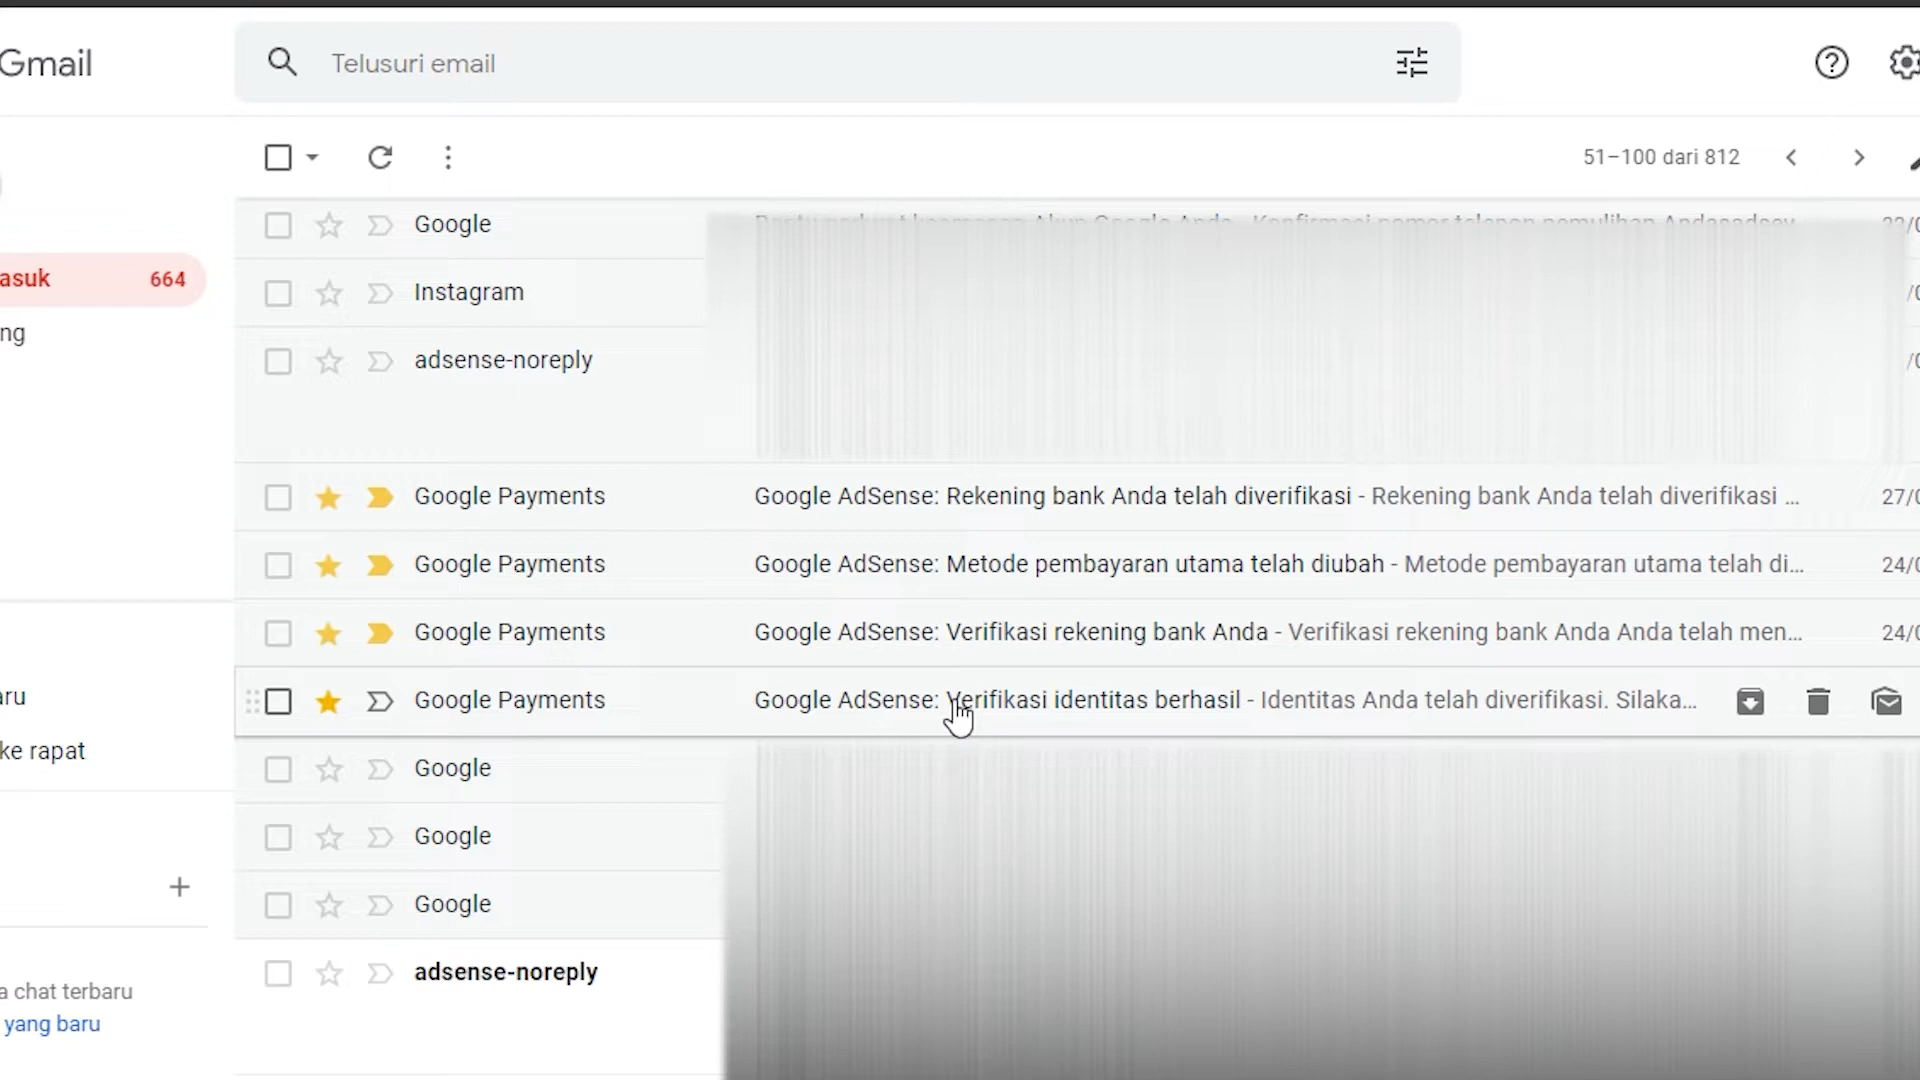 Gmail
Telusuri email
51–100 dari 812
Google
Instagram
adsense-noreply
asuk 664
ng
Google Payments Google AdSense: Rekening bank Anda telah diverifikasi - Rekening bank Anda telah diverifikasi ... 27/0
Google Payments Google AdSense: Metode pembayaran utama telah diubah - Metode pembayaran utama telah di... 24/0
Google Payments Google AdSense: Verifikasi rekening bank Anda - Verifikasi rekening bank Anda Anda telah men... 24/0
Google Payments Google AdSense: Verifikasi identitas berhasil - Identitas Anda telah diverifikasi. Silaka...
aru
ke rapat
Google
Google
Google
adsense-noreply
a chat terbaru
yang baru